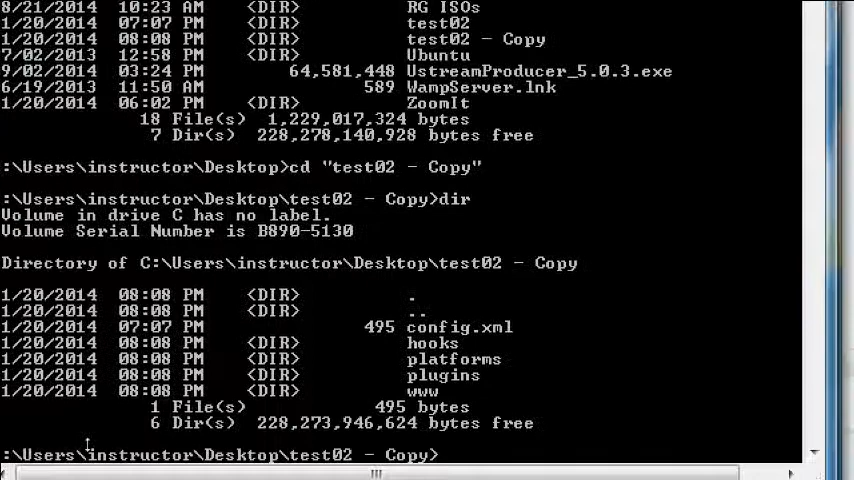 8/21/2014  10:23 AM    <DIR>          RG ISOs
1/20/2014  07:07 PM    <DIR>          test02
1/20/2014  08:08 PM    <DIR>          test02 - Copy
7/02/2013  12:58 PM    <DIR>          Ubuntu
9/02/2014  03:24 PM        64,581,448 UstreamProducer_5.0.3.exe
6/19/2013  11:50 AM               589 WampServer.lnk
1/20/2014  06:02 PM    <DIR>          ZoomIt
18 File(s)  1,229,017,324 bytes
7 Dir(s)  228,278,140,928 bytes free
:\Users\instructor\Desktop>cd "test02 - Copy"
:\Users\instructor\Desktop\test02 - Copy>dir
Volume in drive C has no label.
Volume Serial Number is B890-5130
Directory of C:\Users\instructor\Desktop\test02 - Copy
1/20/2014  08:08 PM    <DIR>          .
1/20/2014  08:08 PM    <DIR>          ..
1/20/2014  07:07 PM               495 config.xml
1/20/2014  08:08 PM    <DIR>          hooks
1/20/2014  08:08 PM    <DIR>          platforms
1/20/2014  08:08 PM    <DIR>          plugins
1/20/2014  08:08 PM    <DIR>          www
1 File(s)            495 bytes
6 Dir(s)  228,273,946,624 bytes free
:\Users\instructor\Desktop\test02 - Copy>